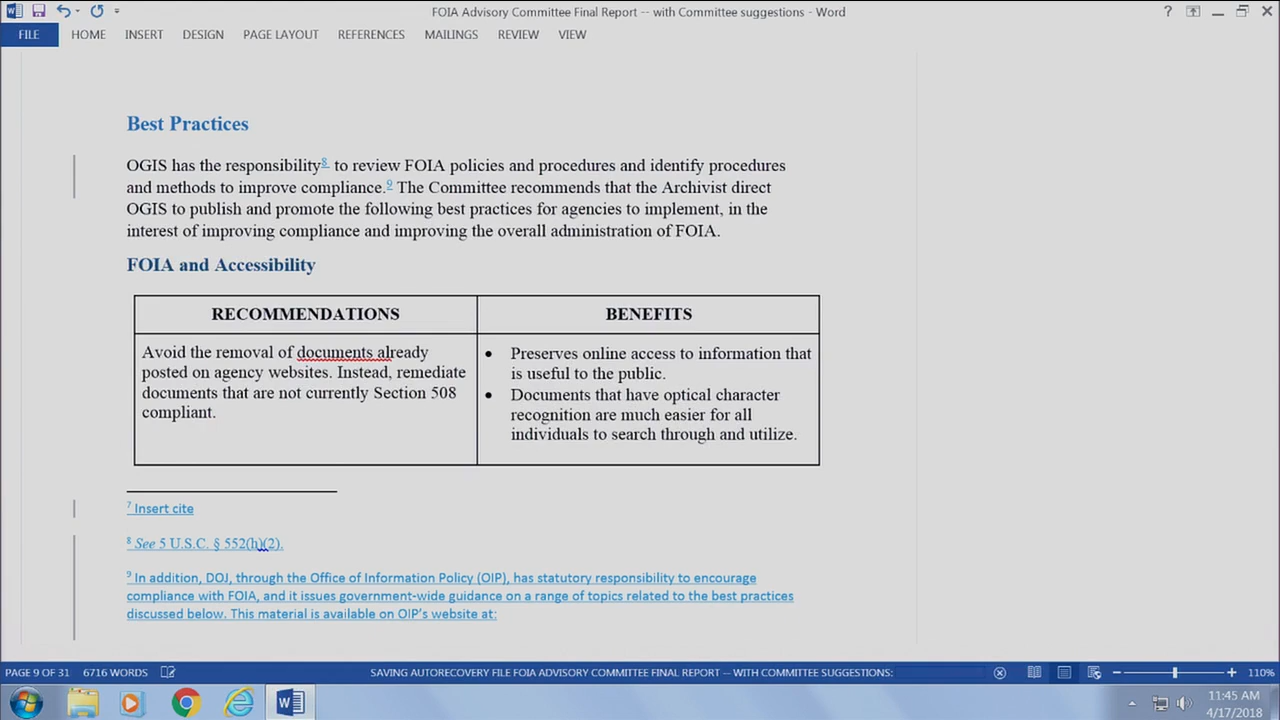 FOIA Advisory Committee Final Report -- with Committee suggestions - Word
?
FILE HOME INSERT DESIGN PAGE LAYOUT REFERENCES MAILINGS REVIEW VIEW
Best Practices
OGIS has the responsibility8 to review FOIA policies and procedures and identify procedures
and methods to improve compliance.9 The Committee recommends that the Archivist direct
OGIS to publish and promote the following best practices for agencies to implement, in the
interest of improving compliance and improving the overall administration of FOIA.
FOIA and Accessibility
RECOMMENDATIONS
Avoid the removal of documents already
posted on agency websites. Instead, remediate
documents that are not currently Section 508
compliant.
BENEFITS
• Preserves online access to information that
is useful to the public.
• Documents that have optical character
recognition are much easier for all
individuals to search through and utilize.
7 Insert cite
8 See 5 U.S.C. § 552(h)(2).
9 In addition, DOJ, through the Office of Information Policy (OIP), has statutory responsibility to encourage
compliance with FOIA, and it issues government-wide guidance on a range of topics related to the best practices
discussed below. This material is available on OIP's website at:
PAGE 9 OF 31 6716 WORDS SAVING AUTORECOVERY FILE FOIA ADVISORY COMMITTEE FINAL REPORT -- WITH COMMITTEE SUGGESTIONS: 110%
11:45 AM
4/17/2018